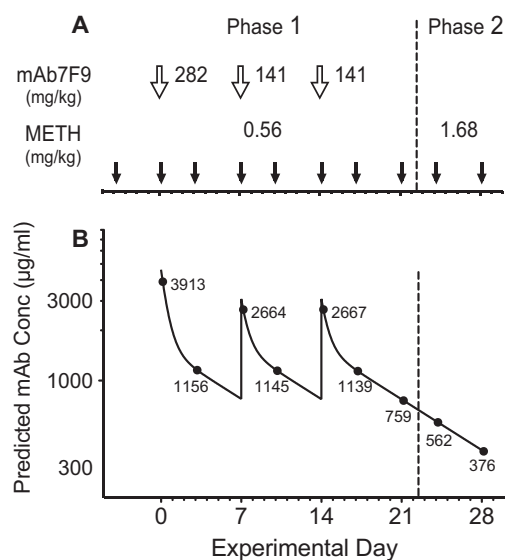 A Phase 1 Phase 2
mAb7F9 282 141 141
(mg/kg)
METH 0.56 1.68
(mg/kg)
B
Predicted mAb Conc (µg/ml)
3000
1000
300
3913
2664
2667
1156
1145
1139
759
562
376
0 7 14 21 28
Experimental Day